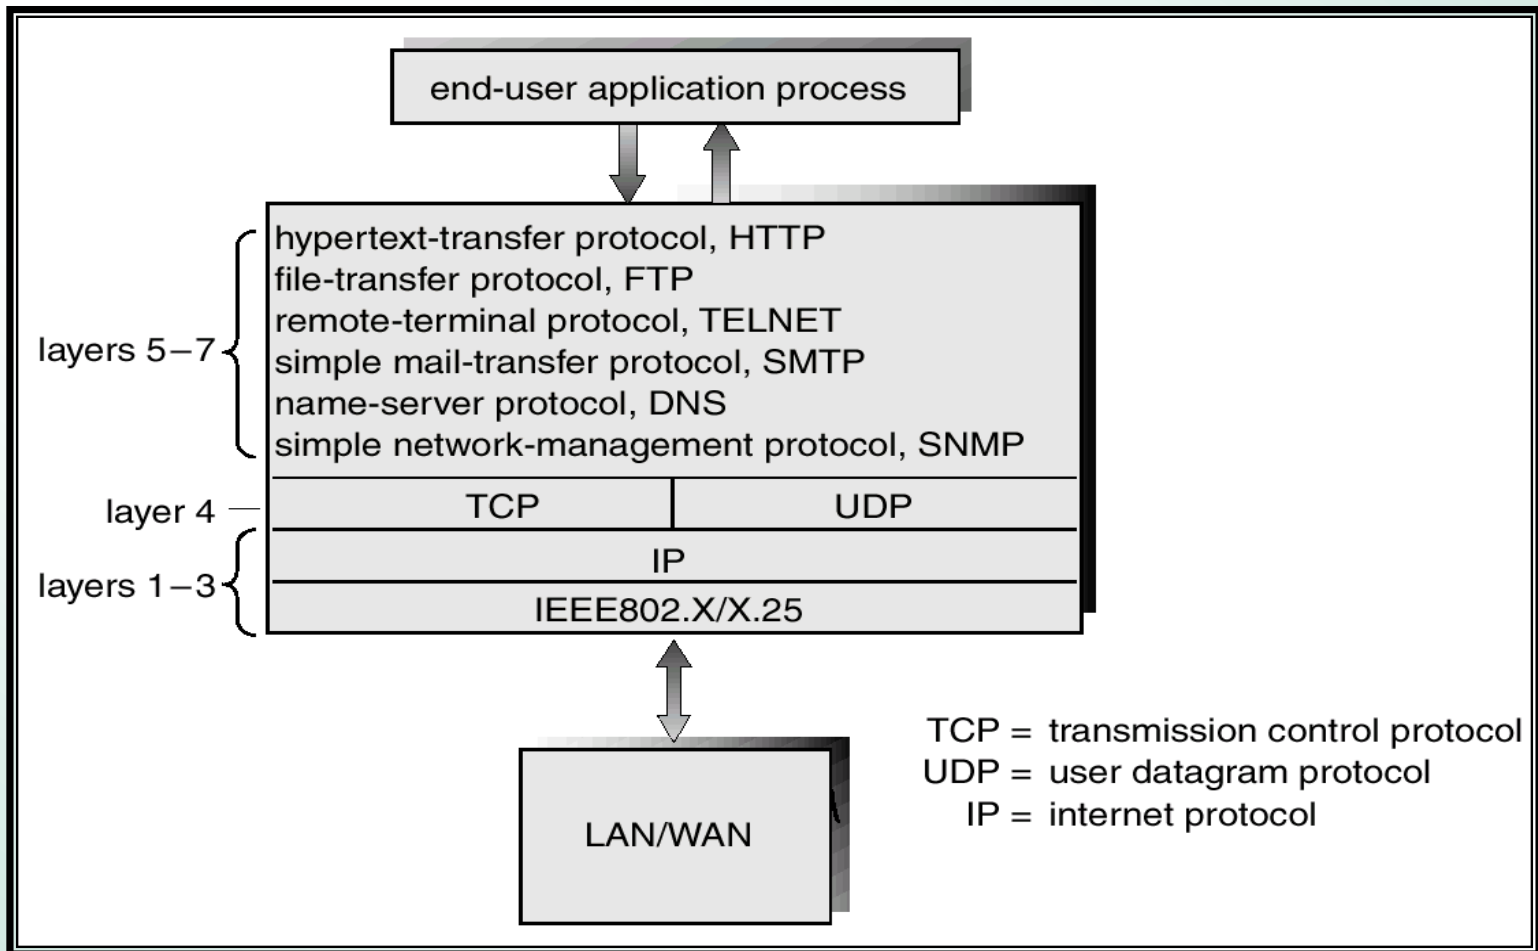 end-user application process
hypertext-transfer protocol, HTTP
file-transfer protocol, FTP
remote-terminal protocol, TELNET
simple mail-transfer protocol, SMTP
name-server protocol, DNS
simple network-management protocol, SNMP
layers 5–7
layer 4
TCP
UDP
layers 1–3
IP
IEEE802.X/X.25
LAN/WAN
TCP = transmission control protocol
UDP = user datagram protocol
IP = internet protocol